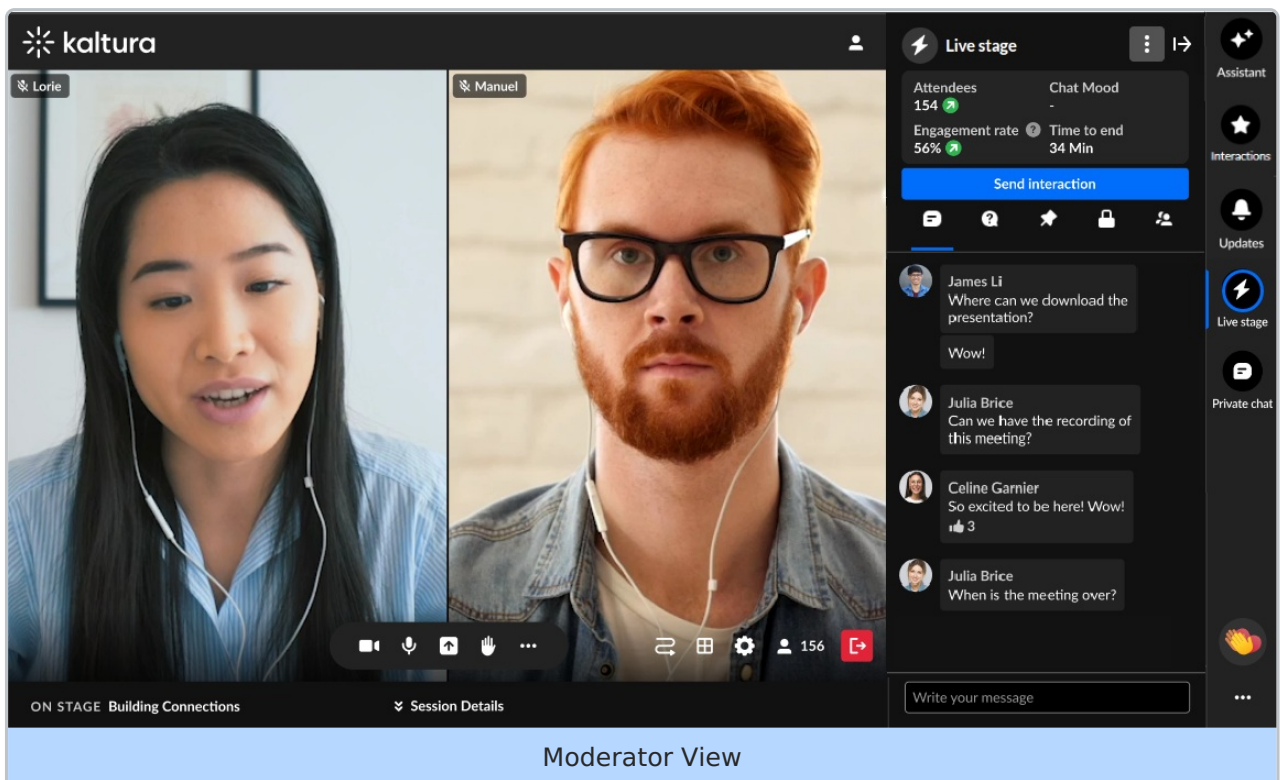 kaltura
Lorie
Manuel
156
ON STAGE Building Connections
Session Details
Live stage
Attendees
154
Chat Mood
-
Engagement rate ?
56%
Time to end
34 Min
Send interaction
?
James Li
Where can we download the
presentation?
Wow!
Julia Brice
Can we have the recording of
this meeting?
Celine Garnier
So excited to be here! Wow!
3
Julia Brice
When is the meeting over?
Write your message
Assistant
Interactions
Updates
Live stage
Private chat
Moderator View